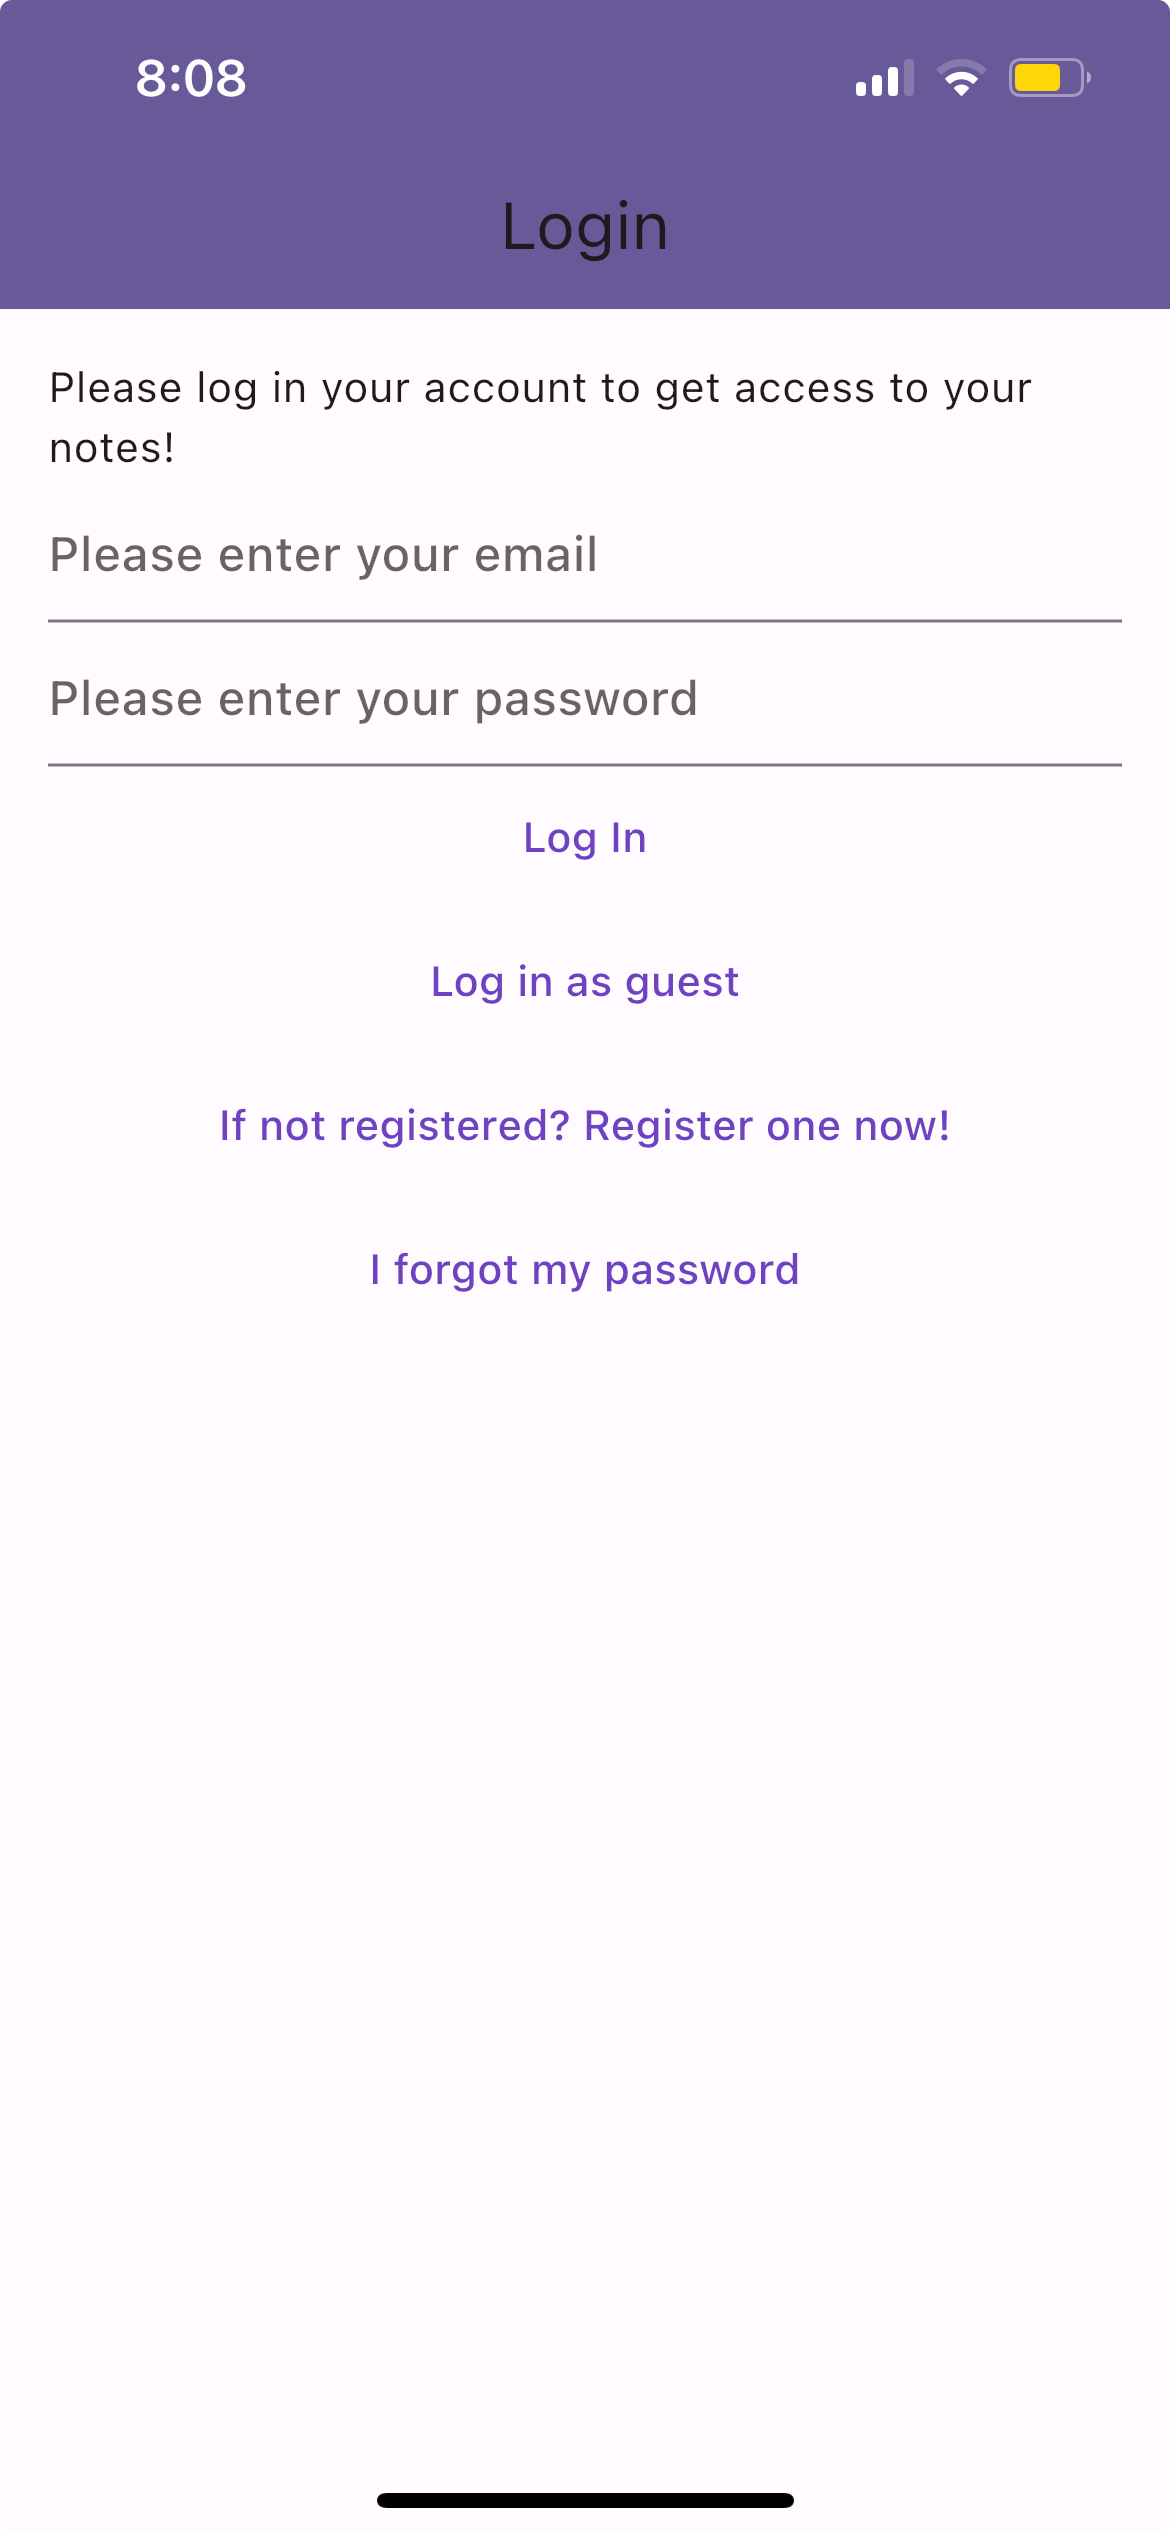 8:08
Login
Please log in your account to get access to your
notes!
Please enter your email
Please enter your password
Log In
Log in as guest
If not registered? Register one now!
I forgot my password